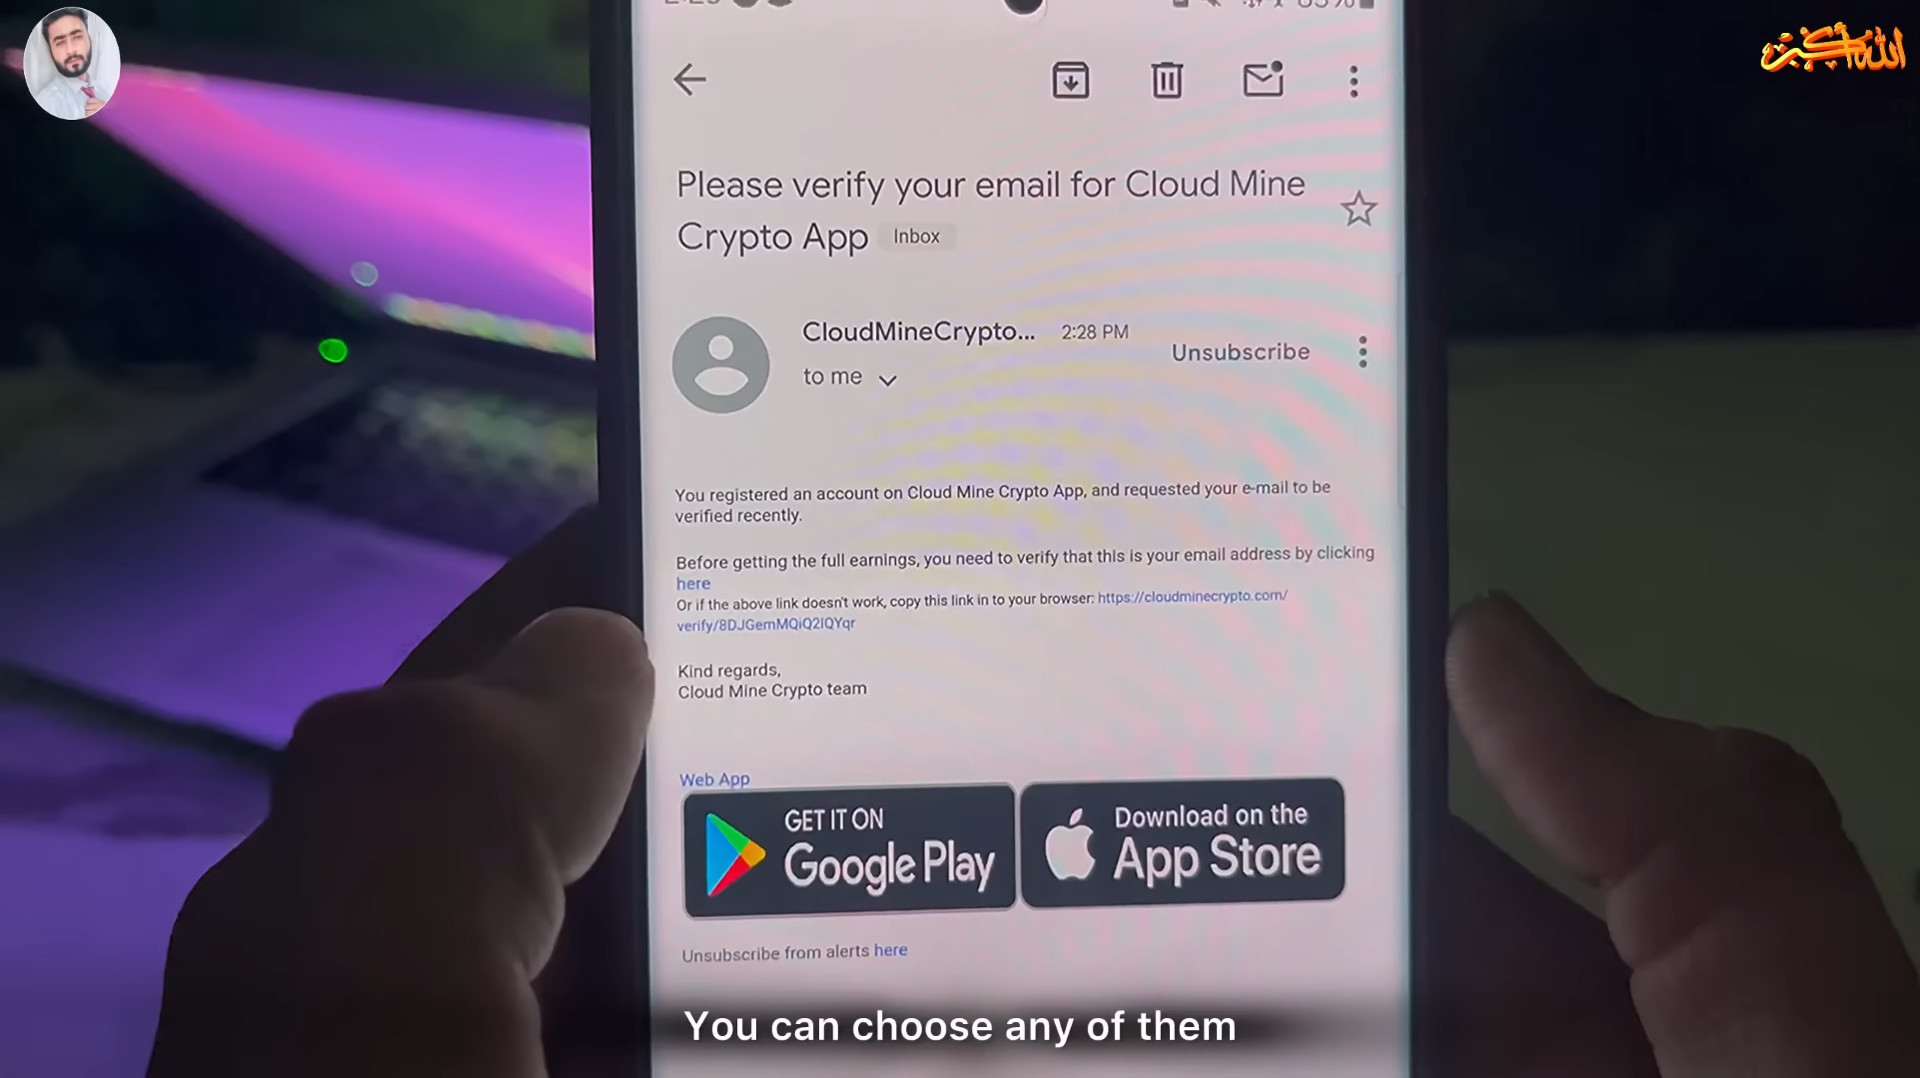 الله أكبر
Please verify your email for Cloud Mine
Crypto App Inbox
CloudMineCrypto... 2:28 PM
Unsubscribe
to me
You registered an account on Cloud Mine Crypto App, and requested your e-mail to be
verified recently.
Before getting the full earnings, you need to verify that this is your email address by clicking
here
Or if the above link doesn't work, copy this link in to your browser: https://cloudminecrypto.com/
verify/8DJGemMQiQ2IQYqr
Kind regards,
Cloud Mine Crypto team
Web App
GET IT ON
Google Play
Download on the
App Store
Unsubscribe from alerts here
You can choose any of them